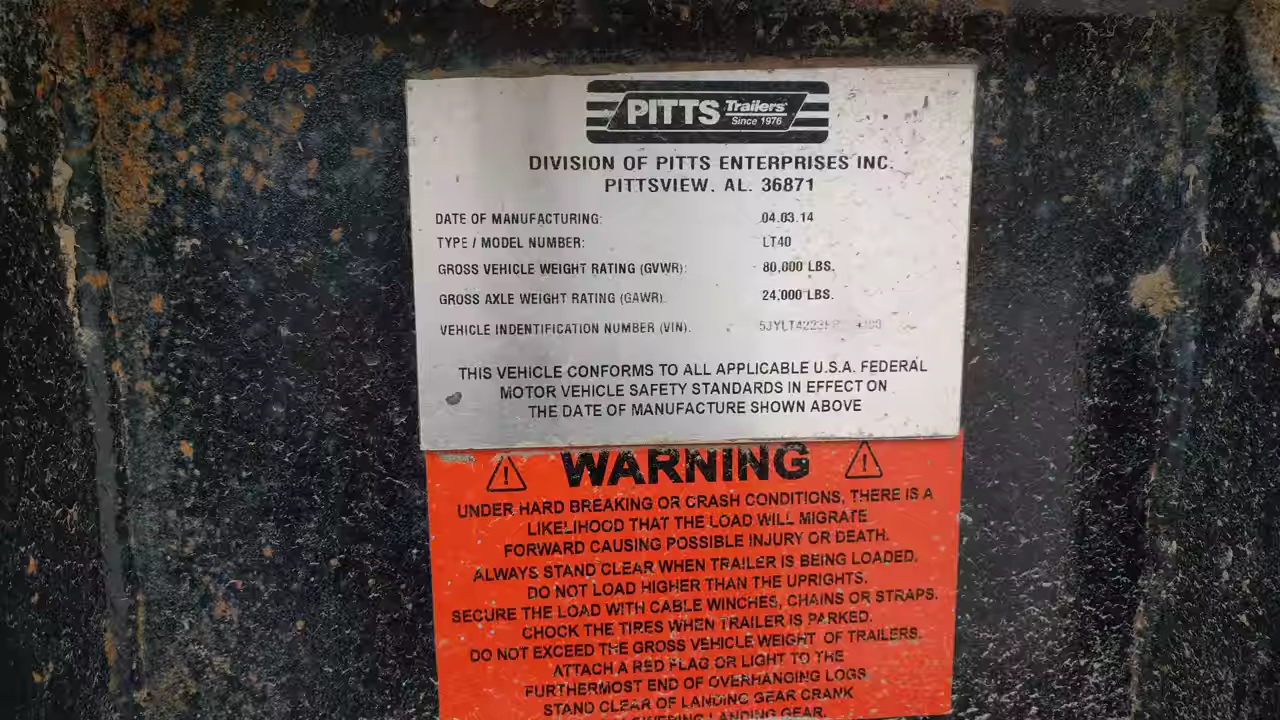 PITTS Trailers
Since 1976
DIVISION OF PITTS ENTERPRISES INC.
PITTSVIEW, AL. 36871
DATE OF MANUFACTURING: 04.03.14
TYPE / MODEL NUMBER: LT40
GROSS VEHICLE WEIGHT RATING (GVWR): 80,000 LBS.
GROSS AXLE WEIGHT RATING (GAWR). 24,000 LBS.
VEHICLE INDENTIFICATION NUMBER (VIN).
THIS VEHICLE CONFORMS TO ALL APPLICABLE U.S.A. FEDERAL
MOTOR VEHICLE SAFETY STANDARDS IN EFFECT ON
THE DATE OF MANUFACTURE SHOWN ABOVE
WARNING
UNDER HARD BREAKING OR CRASH CONDITIONS, THERE IS A
LIKELIHOOD THAT THE LOAD WILL MIGRATE
FORWARD CAUSING POSSIBLE INJURY OR DEATH.
ALWAYS STAND CLEAR WHEN TRAILER IS BEING LOADED.
DO NOT LOAD HIGHER THAN THE UPRIGHTS.
SECURE THE LOAD WITH CABLE WINCHES, CHAINS OR STRAPS.
CHOCK THE TIRES WHEN TRAILER IS PARKED.
DO NOT EXCEED THE GROSS VEHICLE WEIGHT OF TRAILERS.
ATTACH A RED FLAG OR LIGHT TO THE
FURTHERMOST END OF OVERHANGING LOGS
STAND CLEAR OF LANDING GEAR CRANK
LANDING GEAR.